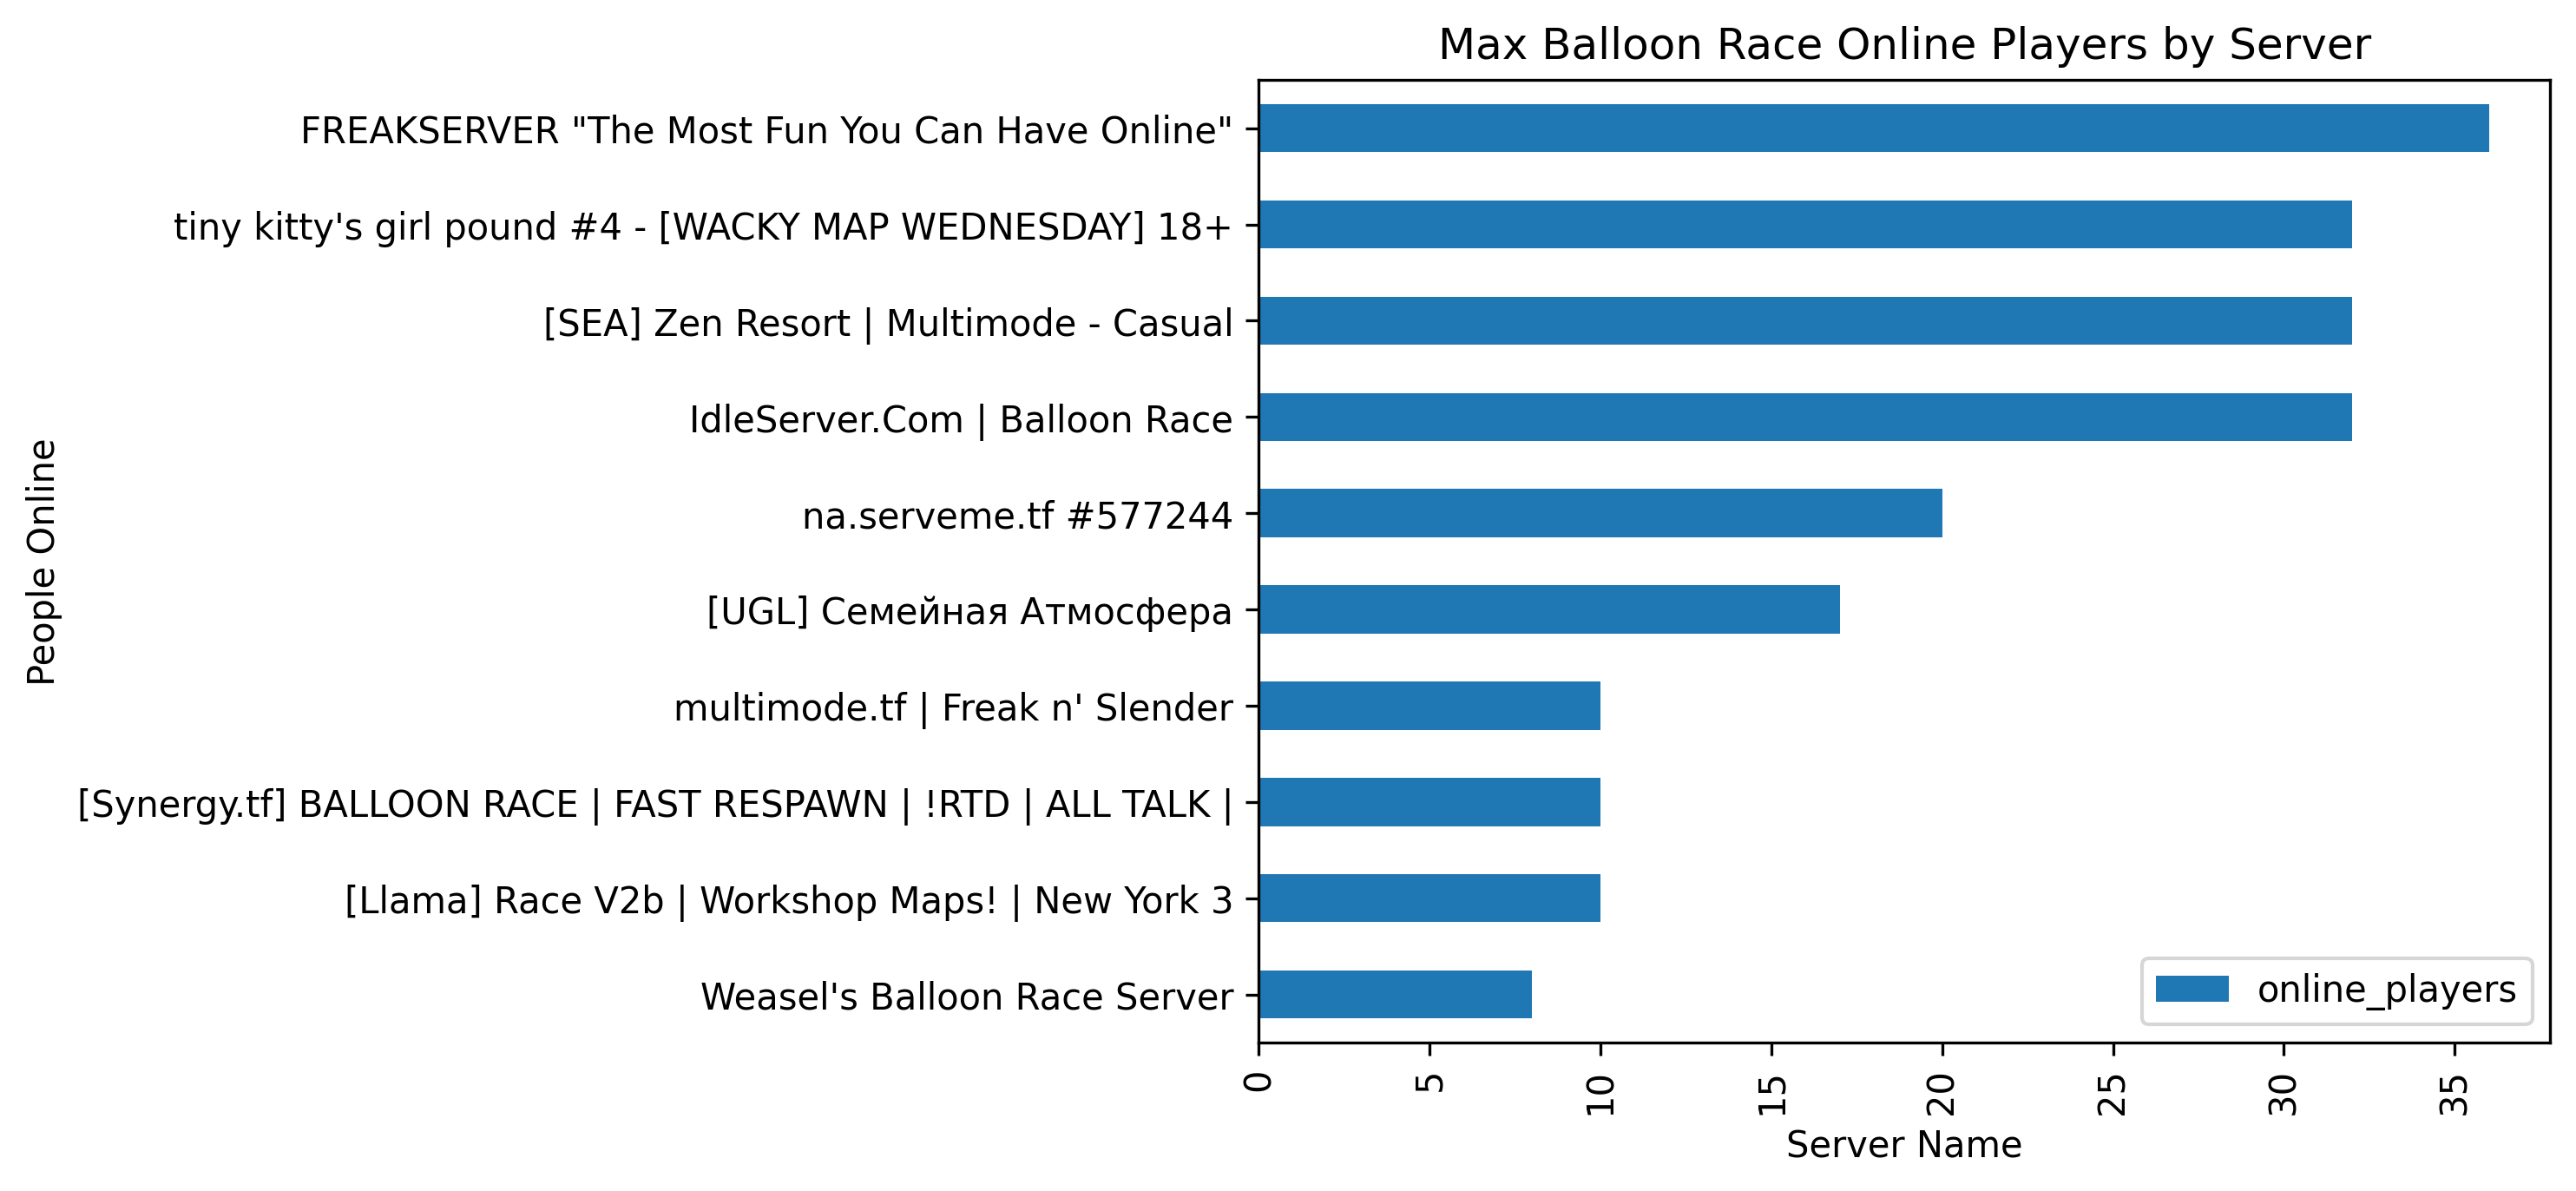 Max Balloon Race Online Players by Server
FREAKSERVER "The Most Fun You Can Have Online"
tiny kitty's girl pound #4 - [WACKY MAP WEDNESDAY] 18+
[SEA] Zen Resort | Multimode - Casual
IdleServer.Com | Balloon Race
na.serveme.tf #577244
[UGL] Семейная Атмосфера
multimode.tf | Freak n' Slender
[Synergy.tf] BALLOON RACE | FAST RESPAWN | !RTD | ALL TALK |
[Llama] Race V2b | Workshop Maps! | New York 3
Weasel's Balloon Race Server
People Online
online_players
0 5 10 15 20 25 30 35
Server Name